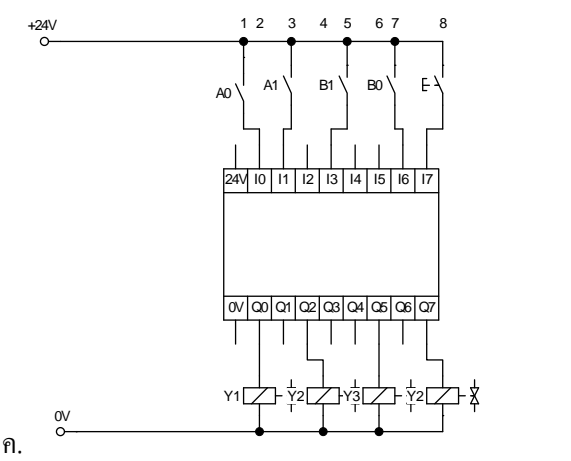 +24V 1 2 3 4 5 6 7 8
A0 A1 B1 B0
24V I0 I1 I2 I3 I4 I5 I6 I7
0V Q0 Q1 Q2 Q3 Q4 Q5 Q6 Q7
Y1 Y2 Y3 Y2
0V
ค.